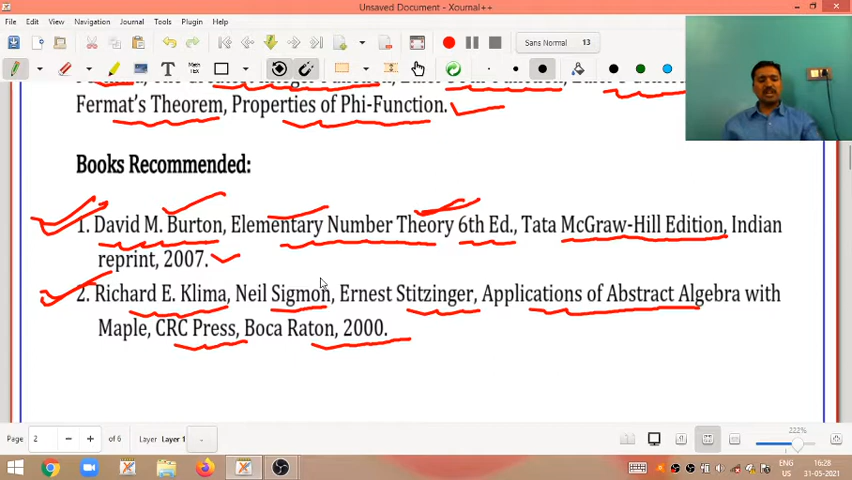 Unsaved Document - Xournal++
File Edit View Navigation Journal Tools Plugin Help
Sans Normal 13
Fermat's Theorem, Properties of Phi-Function.
Books Recommended:
1. David M. Burton, Elementary Number Theory 6th Ed., Tata McGraw-Hill Edition, Indian
reprint, 2007.
2. Richard E. Klima, Neil Sigmon, Ernest Stitzinger, Applications of Abstract Algebra with
Maple, CRC Press, Boca Raton, 2000.
Page 2 of 6 Layer Layer 1 222%
ENG 16:28
US 31-05-2021